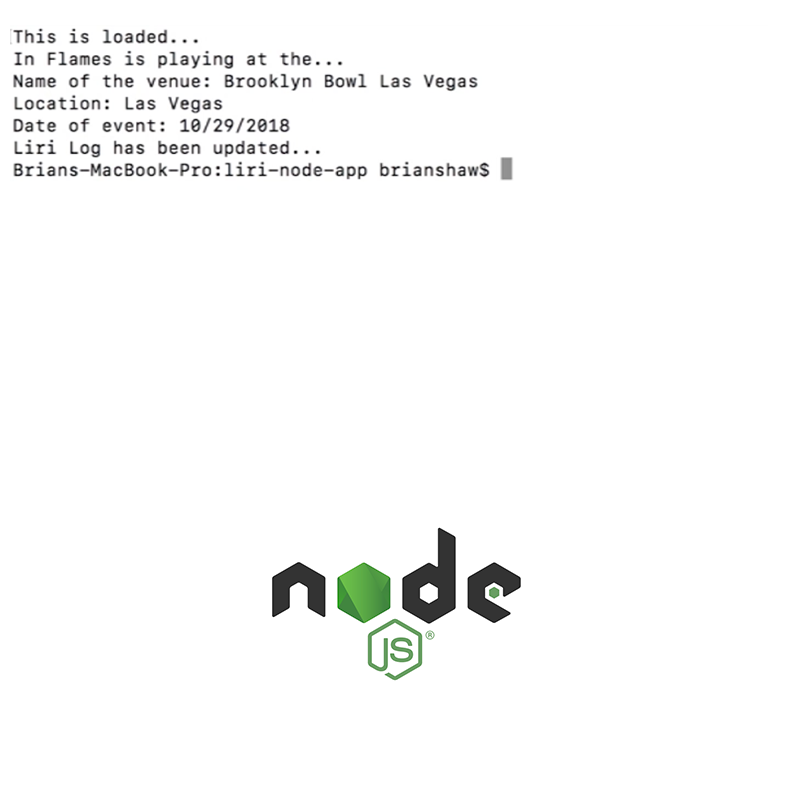 This is loaded...
In Flames is playing at the...
Name of the venue: Brooklyn Bowl Las Vegas
Location: Las Vegas
Date of event: 10/29/2018
Liri Log has been updated...
Brians-MacBook-Pro:liri-node-app brianshaw$
node
JS®